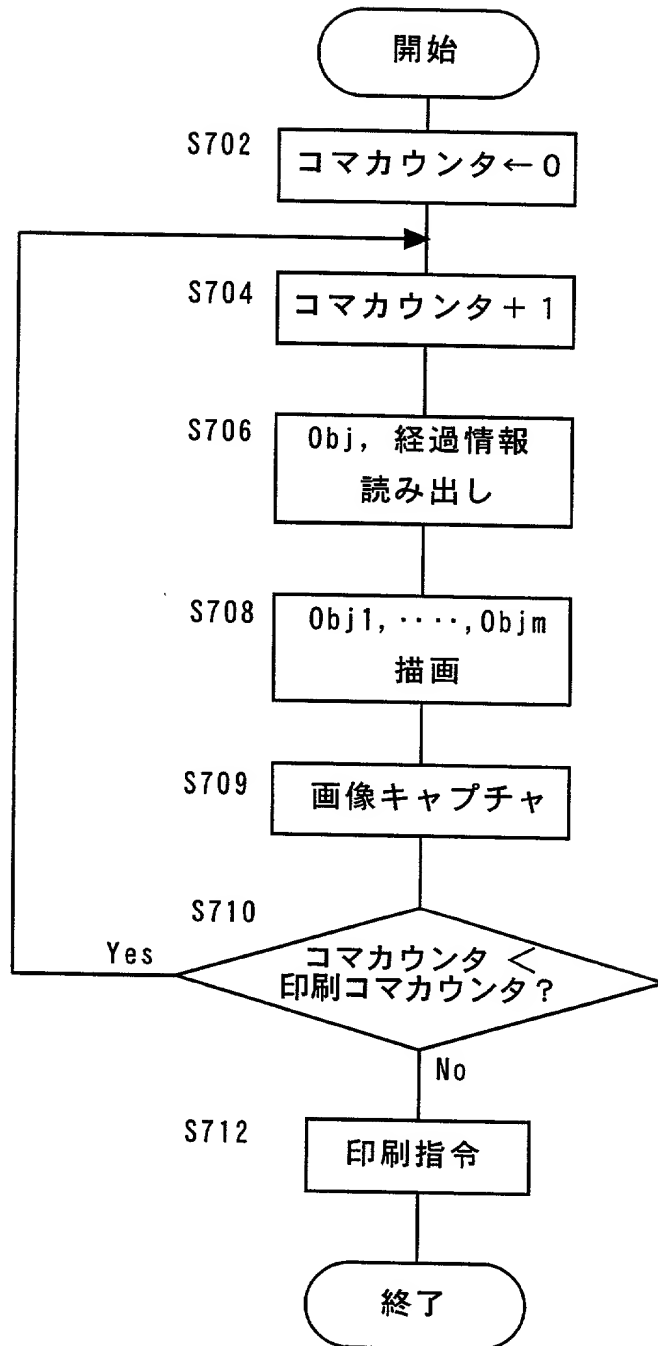 開始
S702
コマカウンタ←0
S704
コマカウンタ+1
S706
Obj, 経過情報
読み出し
S708
Obj1,····,Objm
描画
S709
画像キャプチャ
S710
Yes
コマカウンタ <
印刷コマカウンタ?
No
S712
印刷指令
終了